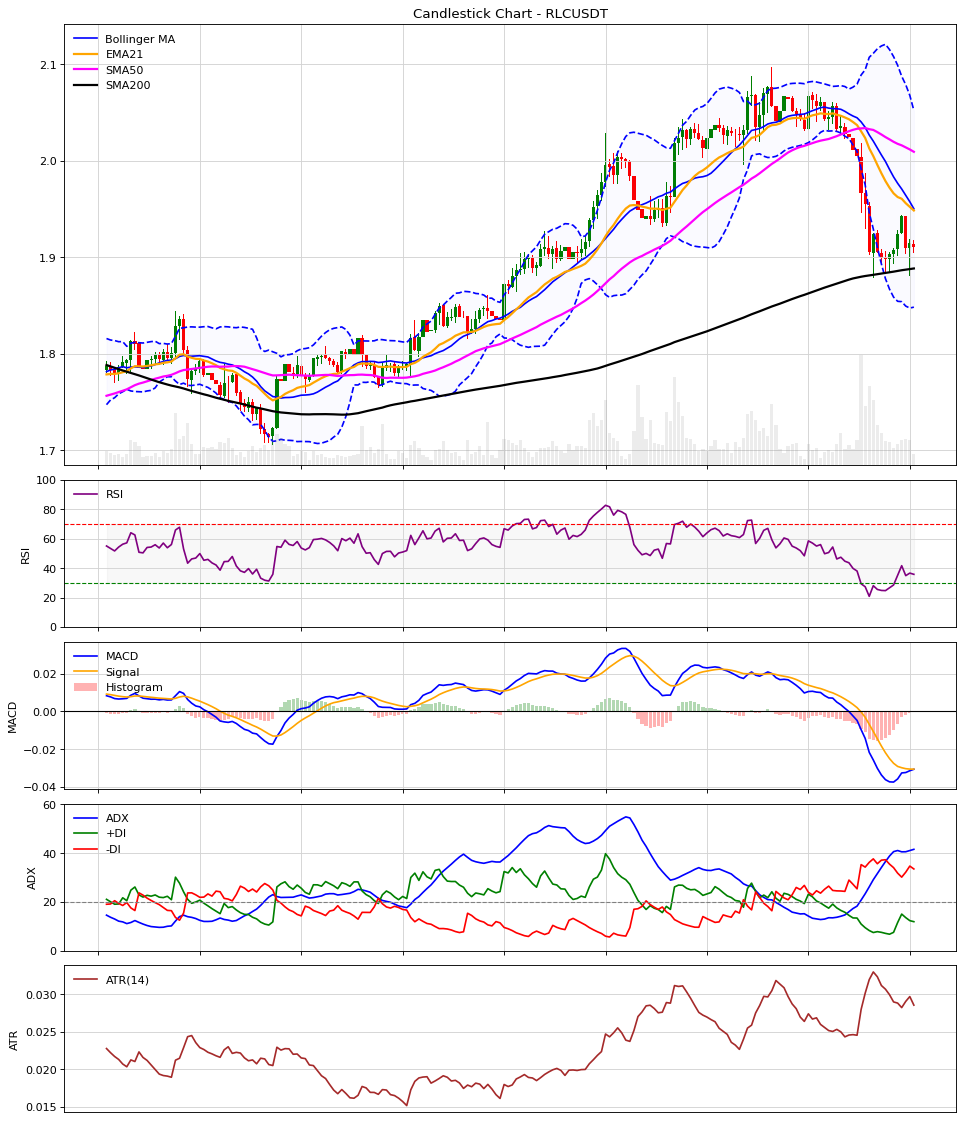 Candlestick Chart - RLCUSDT
Bollinger MA
EMA21
SMA50
SMA200
2.1
2.0
1.9
1.8
1.7
RSI
RSI
100
80
60
40
20
0
MACD
Signal
Histogram
MACD
0.02
0.00
−0.02
−0.04
ADX
+DI
-DI
ADX
60
40
20
0
ATR(14)
ATR
0.030
0.025
0.020
0.015